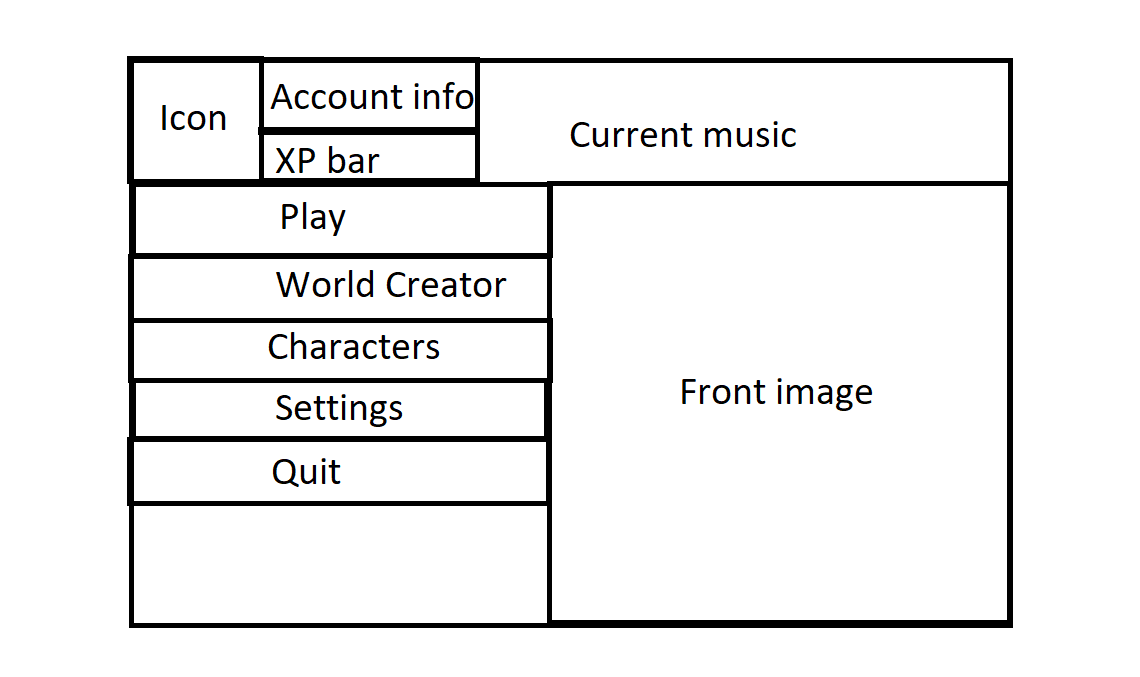 Icon
Account info
XP bar
Current music
Play
World Creator
Characters
Settings
Quit
Front image